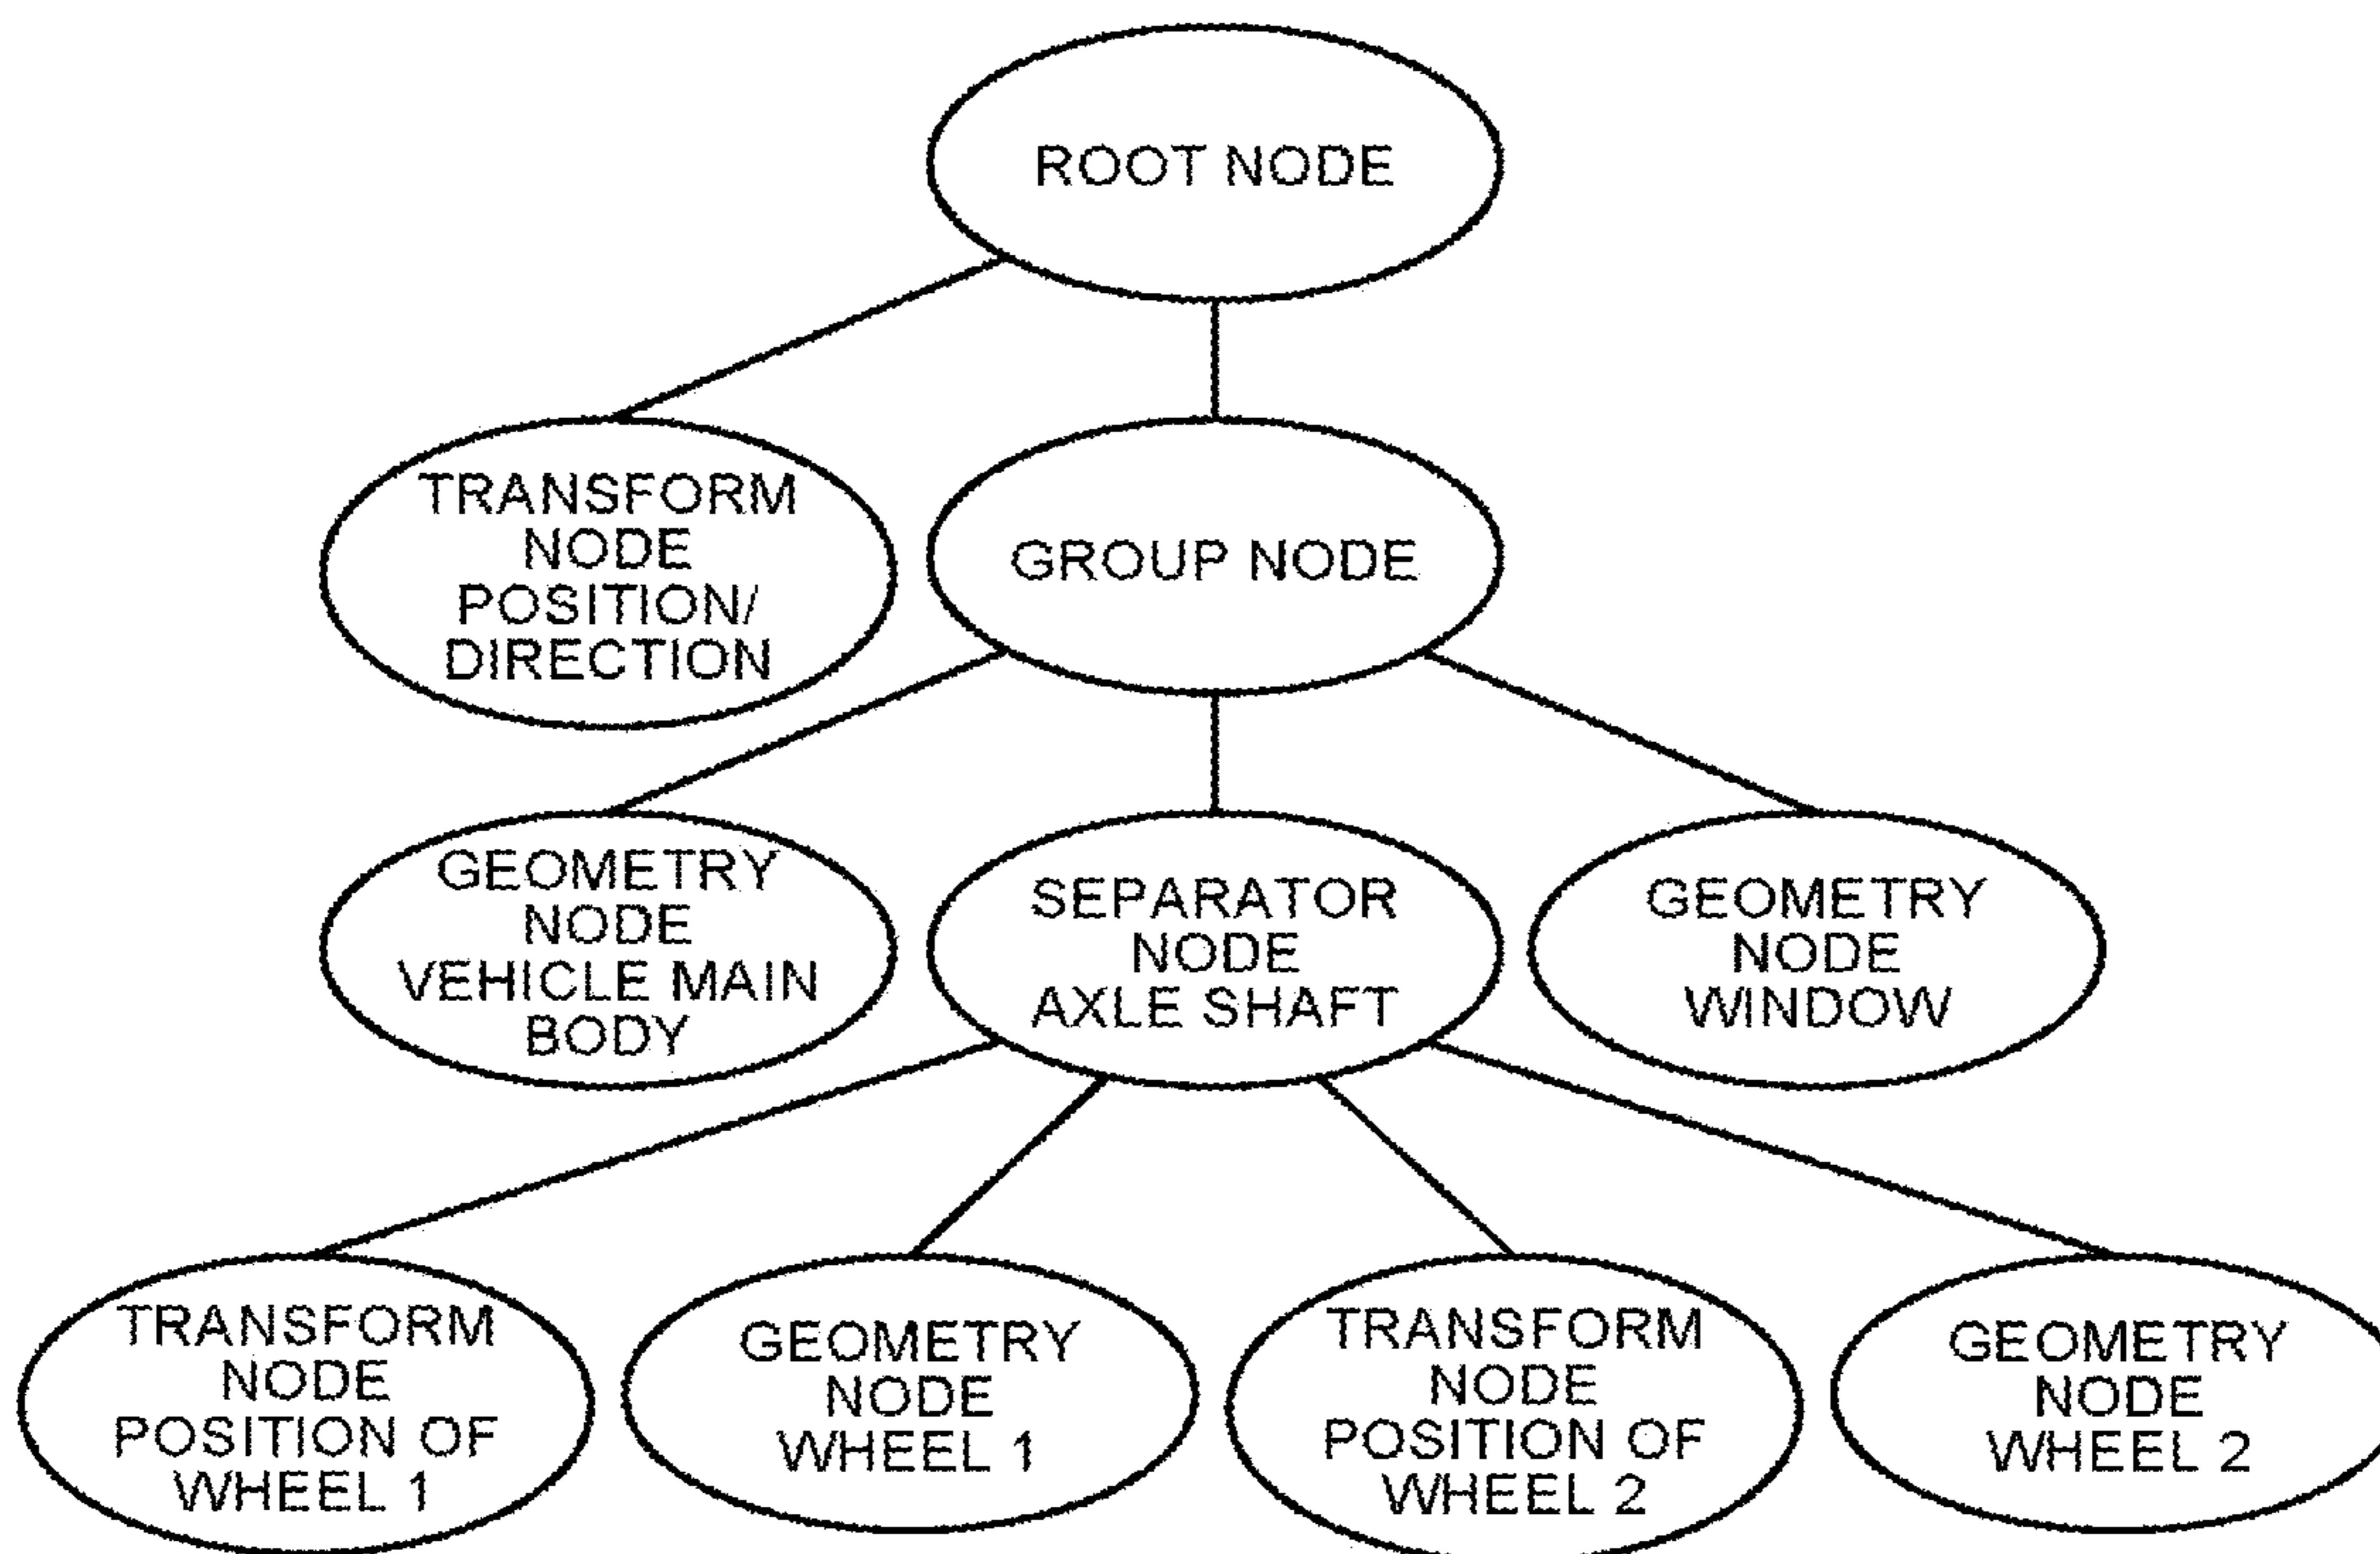 ROOT NODE
TRANSFORM
NODE
POSITION/
DIRECTION
GROUP NODE
GEOMETRY
NODE
VEHICLE MAIN
BODY
SEPARATOR
NODE
AXLE SHAFT
GEOMETRY
NODE
WINDOW
TRANSFORM
NODE
POSITION OF
WHEEL 1
GEOMETRY
NODE
WHEEL 1
TRANSFORM
NODE
POSITION OF
WHEEL 2
GEOMETRY
NODE
WHEEL 2